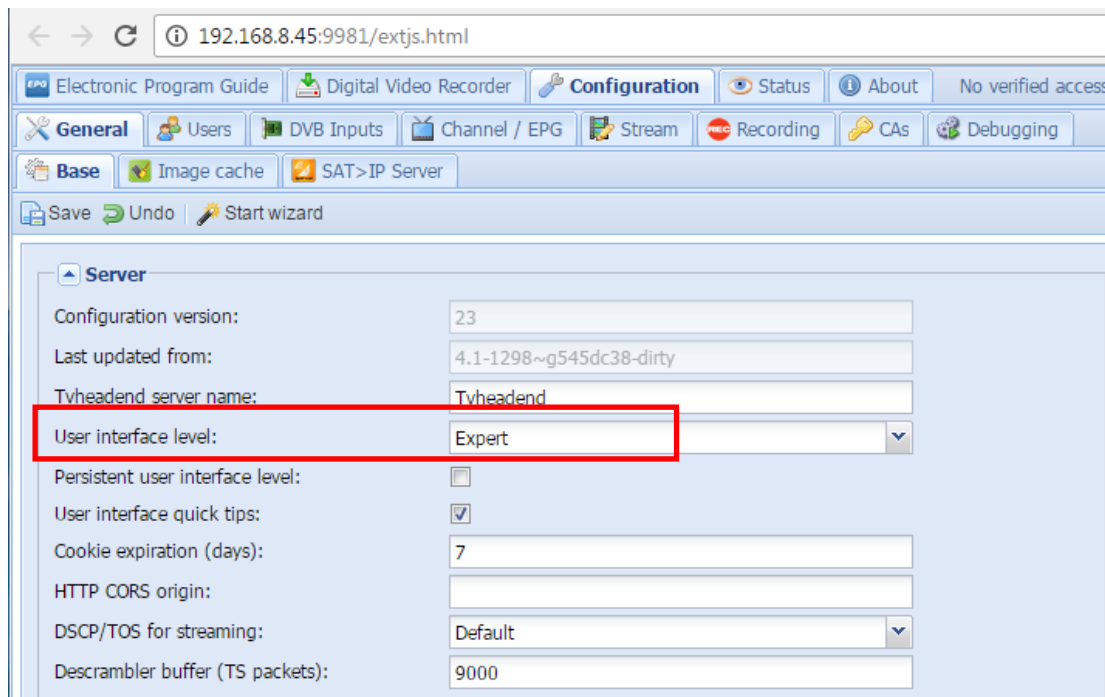 192.168.8.45:9981/extjs.html
EPG Electronic Program Guide Digital Video Recorder Configuration Status About No verified access
General Users DVB Inputs Channel / EPG Stream REC Recording CAs Debugging
Base Image cache SAT>IP Server
Save Undo Start wizard
Server
Configuration version: 23
Last updated from: 4.1-1298~g545dc38-dirty
Tvheadend server name: Tvheadend
User interface level: Expert
Persistent user interface level:
User interface quick tips:
Cookie expiration (days): 7
HTTP CORS origin:
DSCP/TOS for streaming: Default
Descrambler buffer (TS packets): 9000